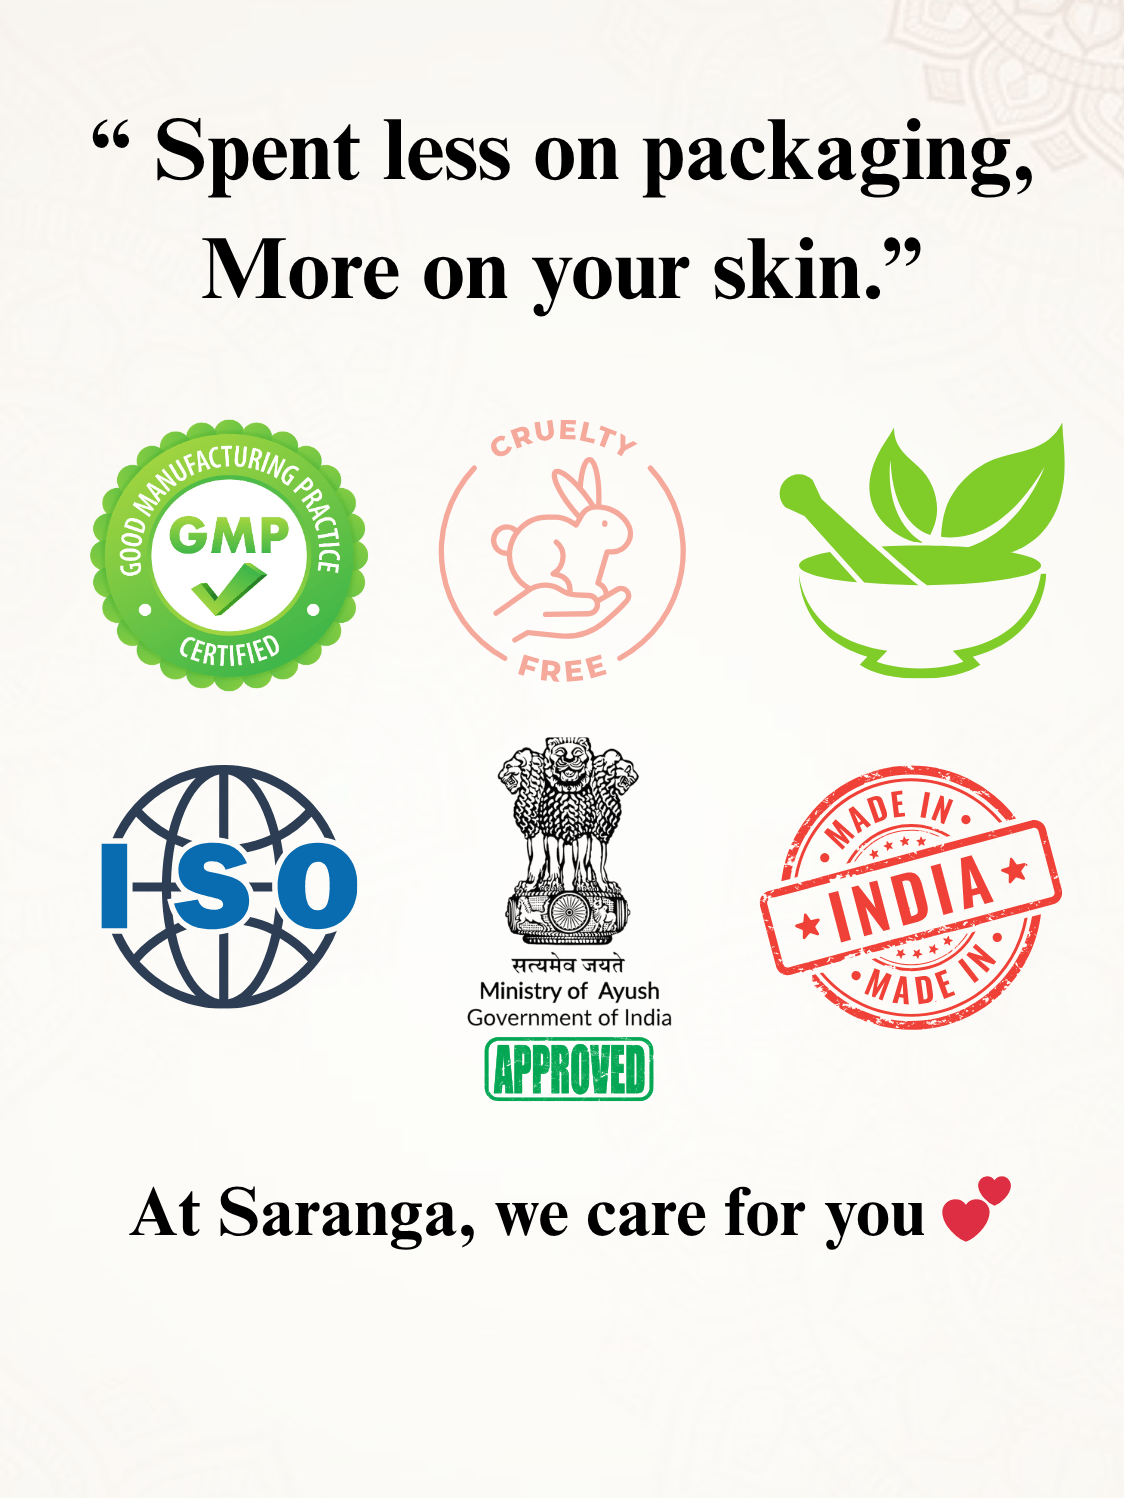 “ Spent less on packaging,
More on your skin.”
GOOD MANUFACTURING PRACTICE
GMP
CERTIFIED
CRUELTY
FREE
ISO
सत्यमेव जयते
Ministry of Ayush
Government of India
APPROVED
MADE IN
INDIA
MADE IN
At Saranga, we care for you 💕